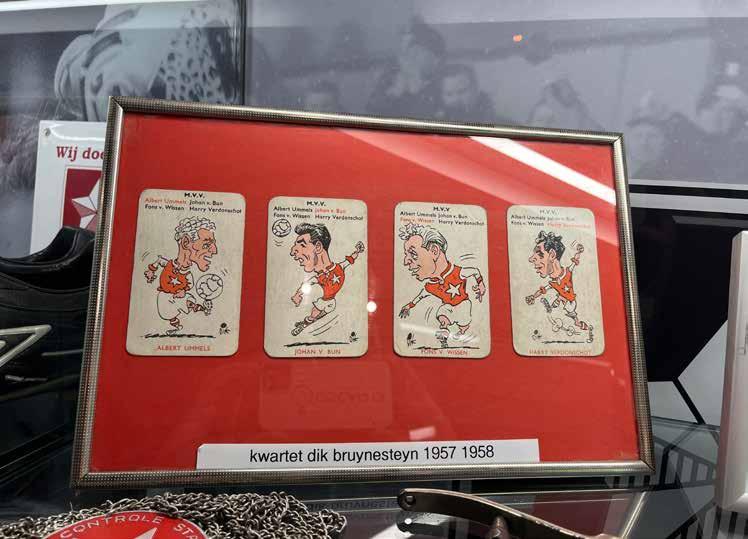 Wij doe
M.V.V.
Albert Ummels Johan v. Bun
Fons v. Wissen Harry Verdonschot
ALBERT UMMELS
M.V.V.
Albert Ummels Johan v. Bun
Fons v. Wissen Harry Verdonschot
JOHAN V. BUN
M.V.V.
Albert Ummels Johan v. Bun
Fons v. Wissen Harry Verdonschot
FONS V. WISSEN
M.V.V.
Albert Ummels Johan v. Bun
Fons v. Wissen Harry Verdonschot
HARRY VERDONSCHOT
kwartet dik bruynesteyn 1957 1958
CONTROLE STA